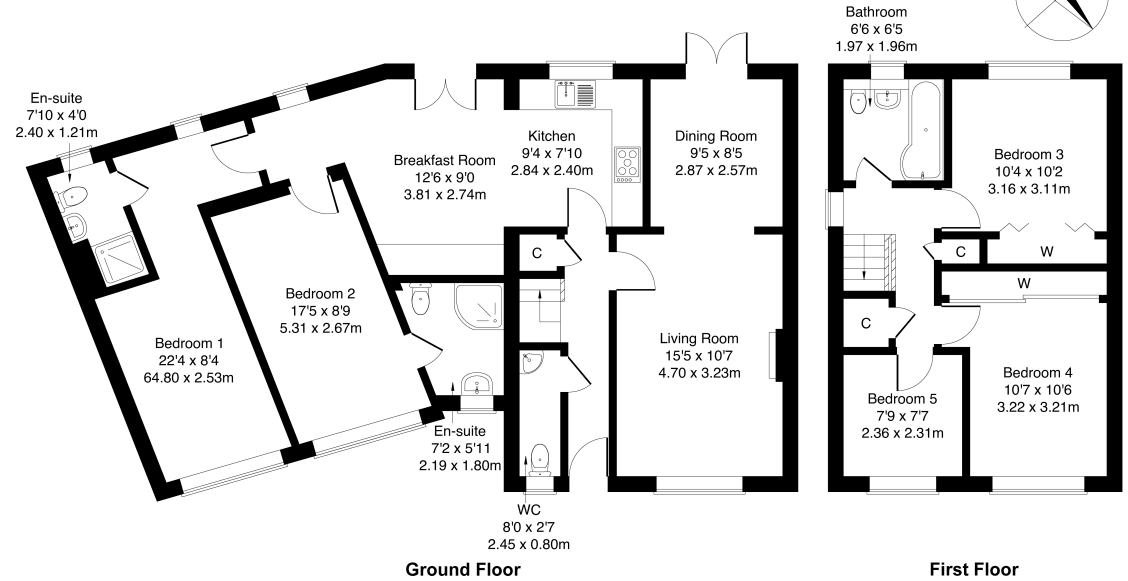 Bathroom
6'6 x 6'5
1.97 x 1.96m
En-suite
7'10 x 4'0
2.40 x 1.21m
Kitchen
9'4 x 7'10
2.84 x 2.40m
Dining Room
9'5 x 8'5
2.87 x 2.57m
Breakfast Room
12'6 x 9'0
3.81 x 2.74m
Bedroom 3
10'4 x 10'2
3.16 x 3.11m
C
C
W
W
Bedroom 2
17'5 x 8'9
5.31 x 2.67m
C
Bedroom 1
22'4 x 8'4
64.80 x 2.53m
Living Room
15'5 x 10'7
4.70 x 3.23m
Bedroom 4
10'7 x 10'6
3.22 x 3.21m
Bedroom 5
7'9 x 7'7
2.36 x 2.31m
En-suite
7'2 x 5'11
2.19 x 1.80m
WC
8'0 x 2'7
2.45 x 0.80m
Ground Floor
First Floor